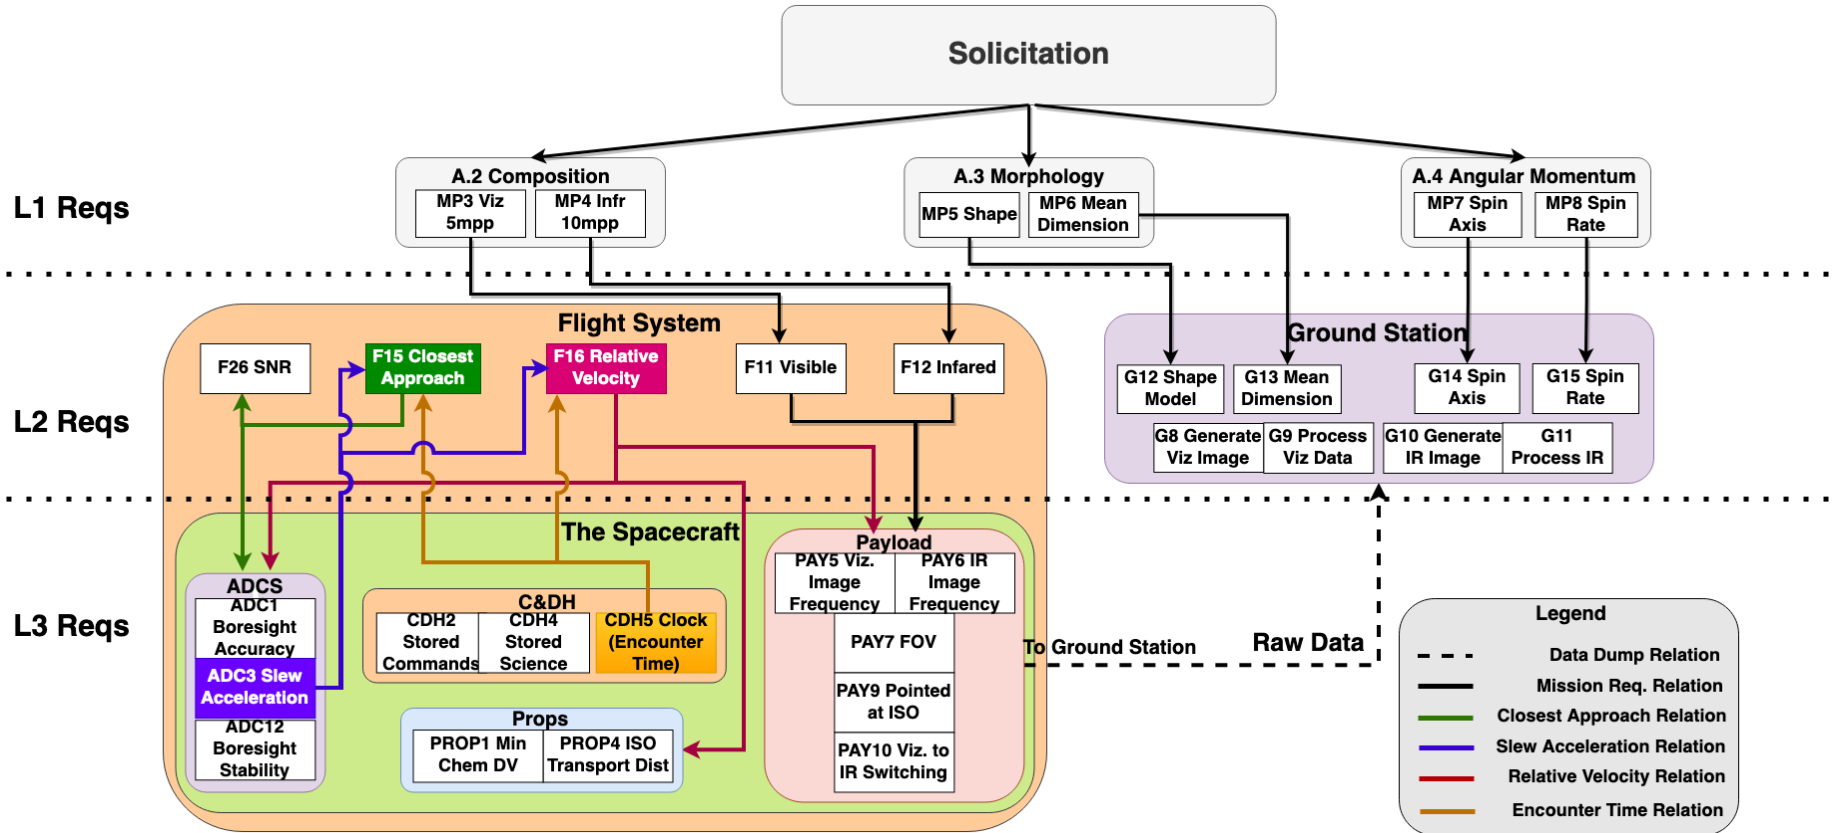 Solicitation
L1 Reqs
A.2 Composition
MP3 Viz
5mpp
MP4 Infr
10mpp
A.3 Morphology
MP5 Shape
MP6 Mean
Dimension
A.4 Angular Momentum
MP7 Spin
Axis
MP8 Spin
Rate
L2 Reqs
Flight System
F26 SNR
F15 Closest
Approach
F16 Relative
Velocity
F11 Visible
F12 Infared
Ground Station
G12 Shape
Model
G13 Mean
Dimension
G14 Spin
Axis
G15 Spin
Rate
G8 Generate
Viz Image
G9 Process
Viz Data
G10 Generate
IR Image
G11
Process IR
L3 Reqs
The Spacecraft
ADCS
ADC1
Boresight
Accuracy
ADC3 Slew
Acceleration
ADC12
Boresight
Stability
C&DH
CDH2
Stored
Commands
CDH4
Stored
Science
CDH5 Clock
(Encounter
Time)
Props
PROP1 Min
Chem DV
PROP4 ISO
Transport Dist
Payload
PAY5 Viz.
Image
Frequency
PAY6 IR
Image
Frequency
PAY7 FOV
PAY9 Pointed
at ISO
PAY10 Viz. to
IR Switching
To Ground Station
Raw Data
Legend
Data Dump Relation
Mission Req. Relation
Closest Approach Relation
Slew Acceleration Relation
Relative Velocity Relation
Encounter Time Relation